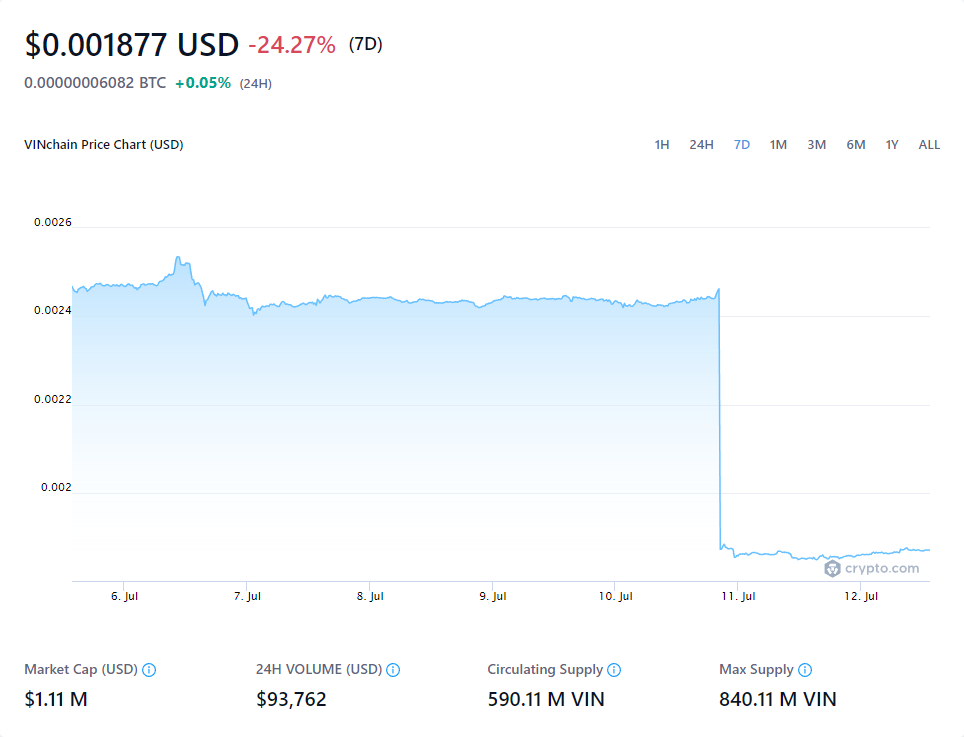 $0.001877 USD -24.27% (7D)
0.00000006082 BTC +0.05% (24H)
VINchain Price Chart (USD) 1H 24H 7D 1M 3M 6M 1Y ALL
0.0026
0.0024
0.0022
0.002
crypto.com
6. Jul 7. Jul 8. Jul 9. Jul 10. Jul 11. Jul 12. Jul
Market Cap (USD) 24H VOLUME (USD) Circulating Supply Max Supply
$1.11 M $93,762 590.11 M VIN 840.11 M VIN